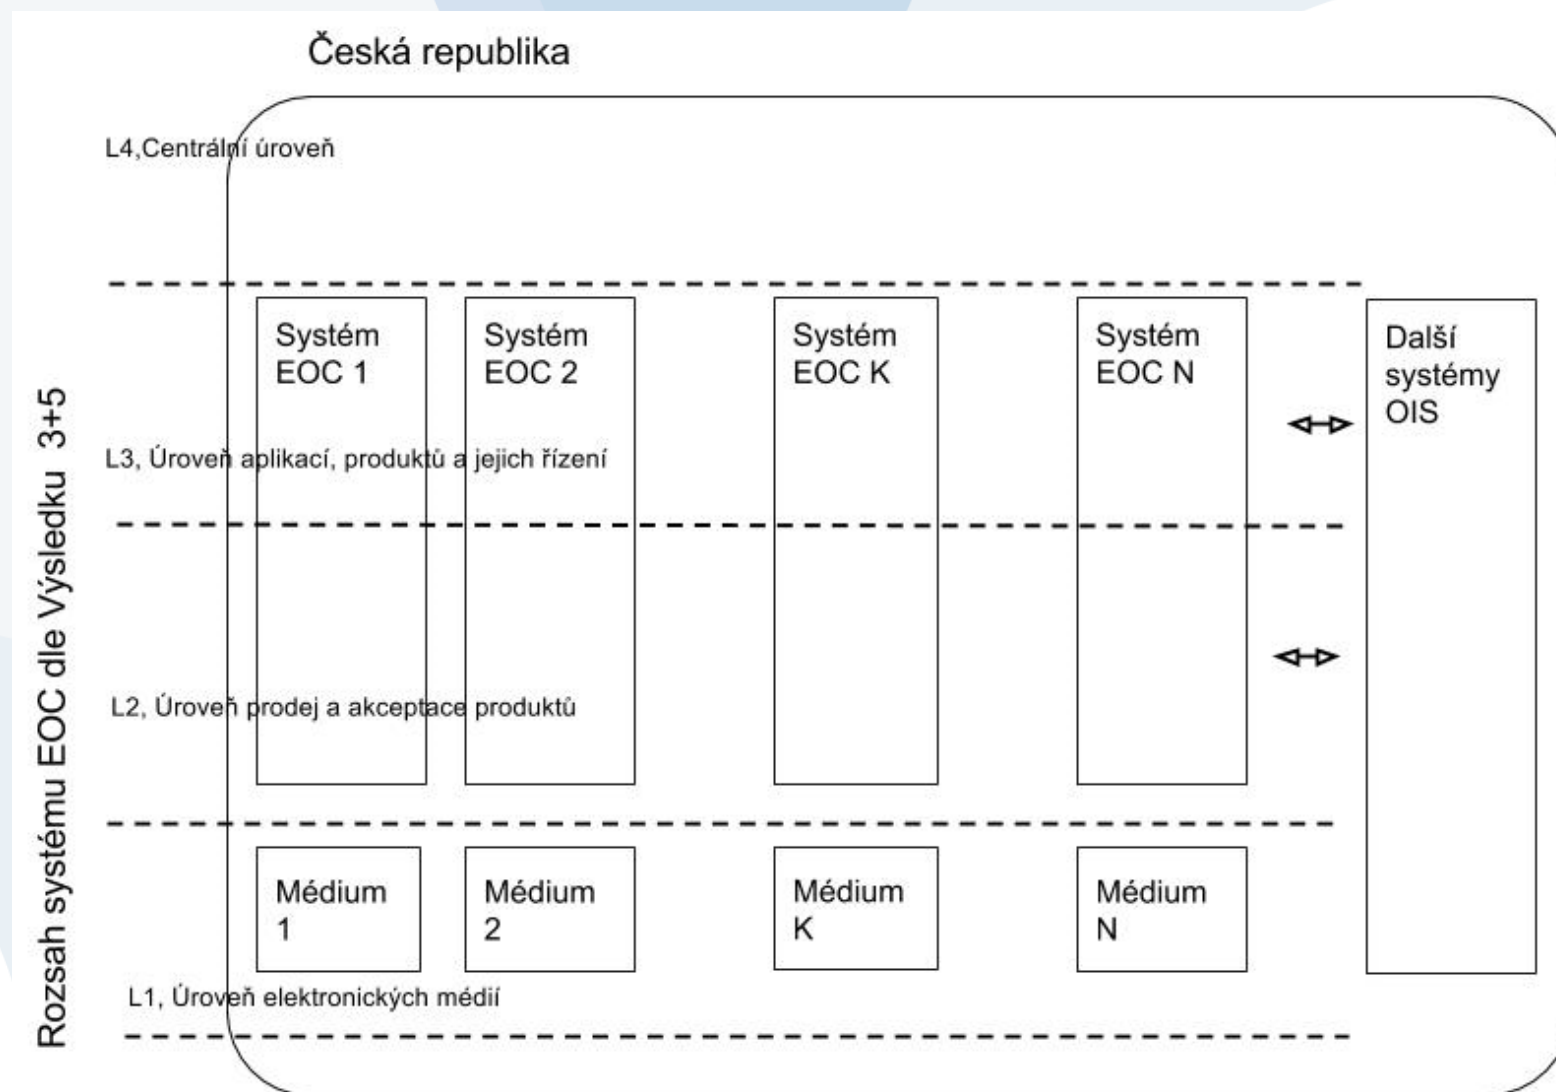 Česká republika
L4,Centrální úroveň
Systém
EOC 1
Systém
EOC 2
Systém
EOC K
Systém
EOC N
Další
systémy
OIS
L3, Úroveň aplikací, produktů a jejich řízení
L2, Úroveň prodej a akceptace produktů
Médium
1
Médium
2
Médium
K
Médium
N
L1, Úroveň elektronických médií
Rozsah systému EOC dle Výsledku 3+5